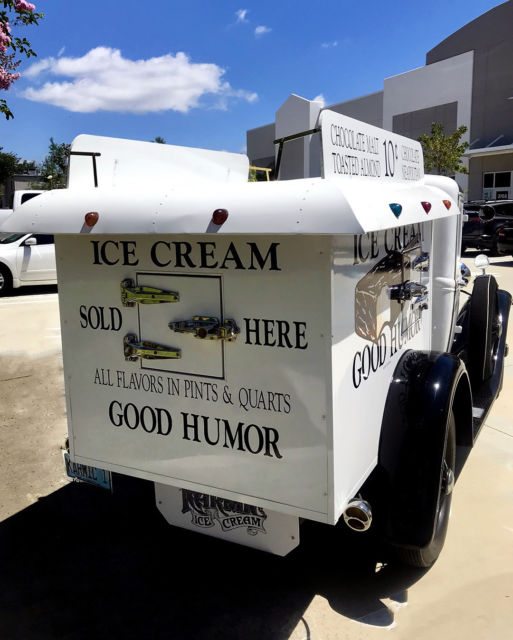 CHOCOLATE MALT
TOASTED ALMOND
10¢
CHOCOLATE
ICE CREAM
SOLD HERE
ALL FLAVORS IN PINTS & QUARTS
GOOD HUMOR
ICE CREAM
GOOD HUMOR
ICE CREAM